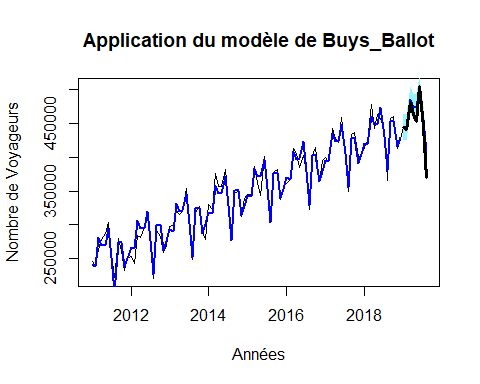 Application du modèle de Buys_Ballot
Nombre de Voyageurs
450000
350000
250000
2012
2014
2016
2018
Années